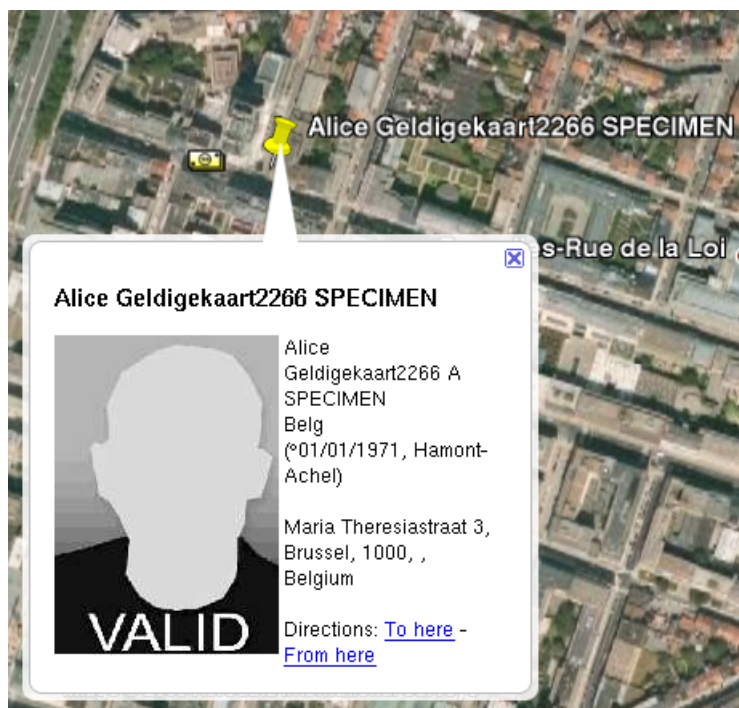 Alice Geldigekaart2266 SPECIMEN
s-Rue de la Loi
Alice Geldigekaart2266 SPECIMEN
Alice
Geldigekaart2266 A
SPECIMEN
Belg
(°01/01/1971, Hamont-
Achel)
Maria Theresiastraat 3,
Brussel, 1000, ,
Belgium
Directions: To here -
From here
VALID